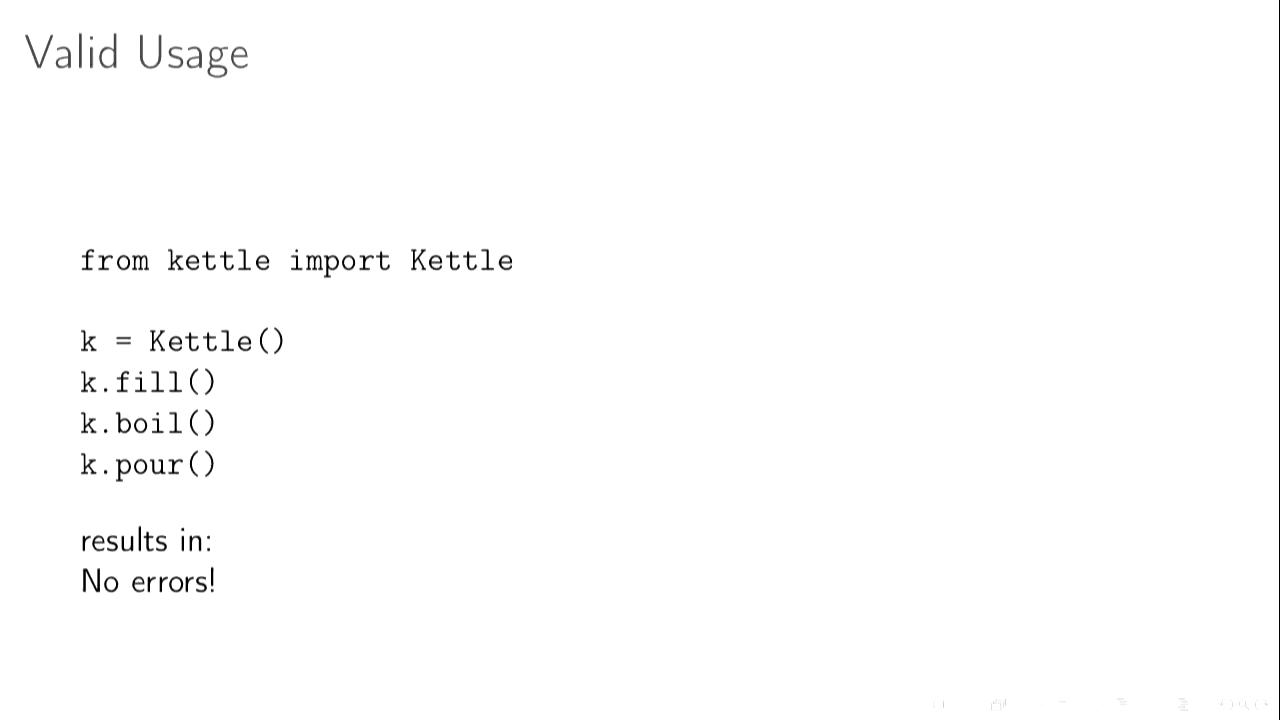 Valid Usage
from kettle import Kettle
k = Kettle()
k.fill()
k.boil()
k.pour()
results in:
No errors!